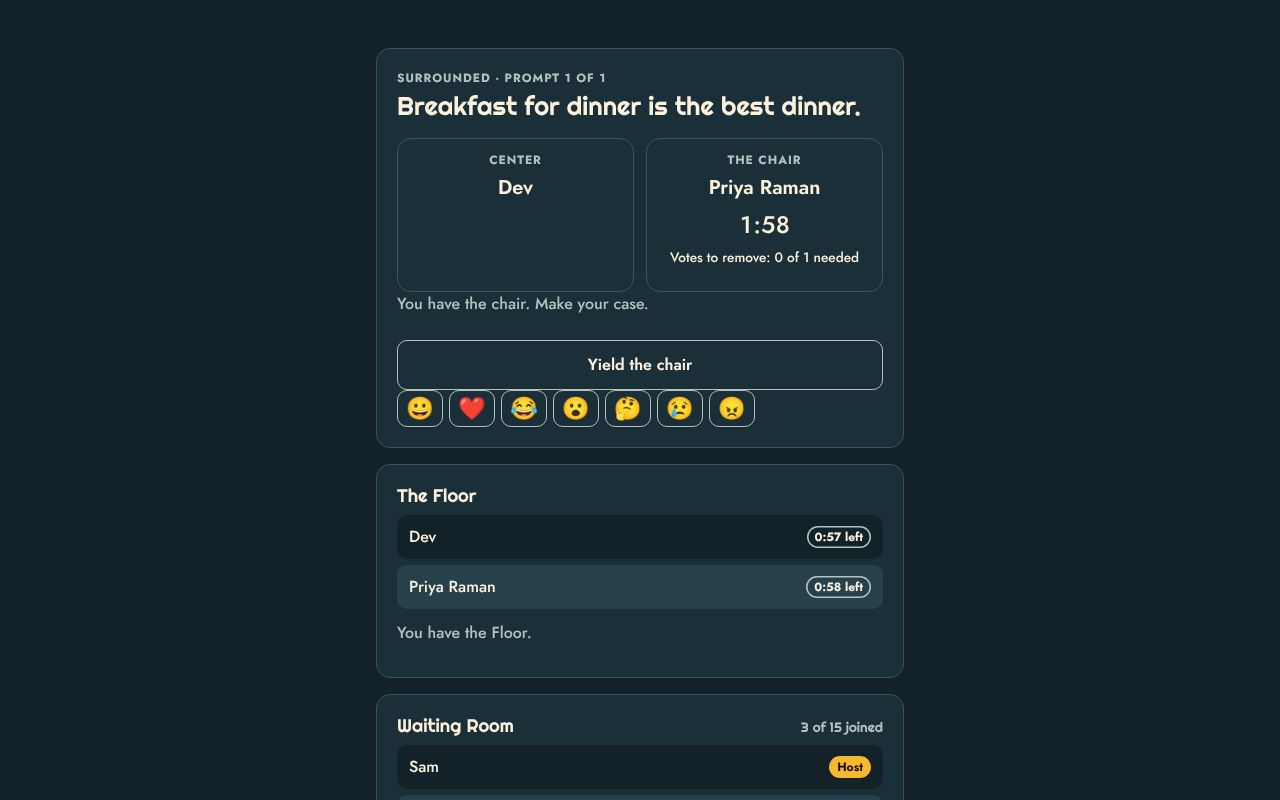 SURROUNDED · PROMPT 1 OF 1
Breakfast for dinner is the best dinner.
CENTER
Dev
THE CHAIR
Priya Raman
1:58
Votes to remove: 0 of 1 needed
You have the chair. Make your case.
Yield the chair
The Floor
Dev
0:57 left
Priya Raman
0:58 left
You have the Floor.
Waiting Room
3 of 15 joined
Sam
Host